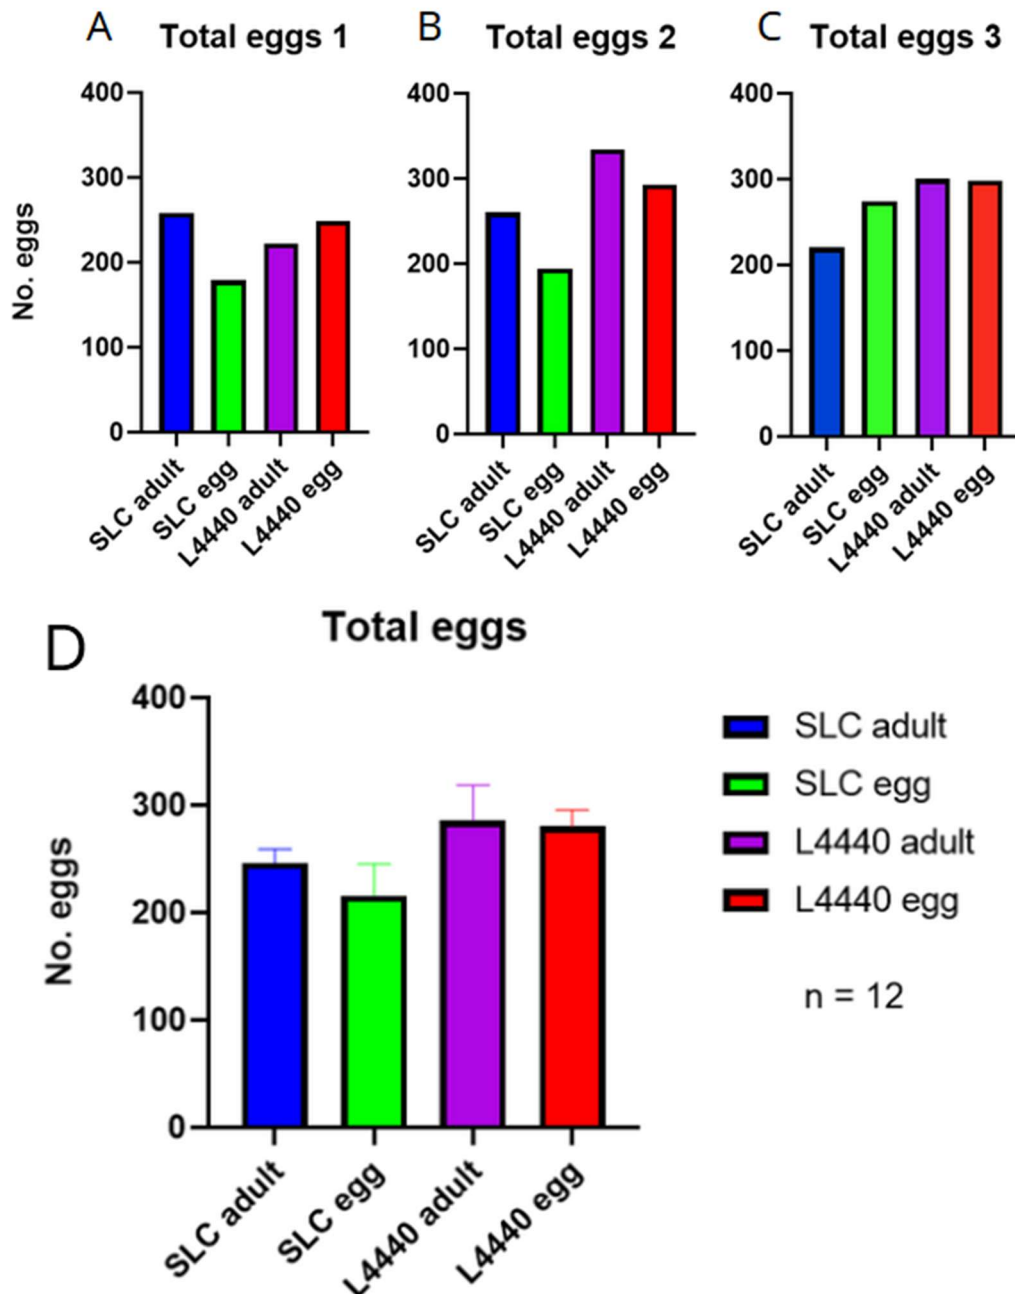 A Total eggs 1
No. eggs
400
300
200
100
0
SLC adult
SLC egg
L4440 adult
L4440 egg
B Total eggs 2
400
300
200
100
0
SLC adult
SLC egg
L4440 adult
L4440 egg
C Total eggs 3
400
300
200
100
0
SLC adult
SLC egg
L4440 adult
L4440 egg
D Total eggs
No. eggs
400
300
200
100
0
SLC adult
SLC egg
L4440 adult
L4440 egg
SLC adult
SLC egg
L4440 adult
L4440 egg
n = 12